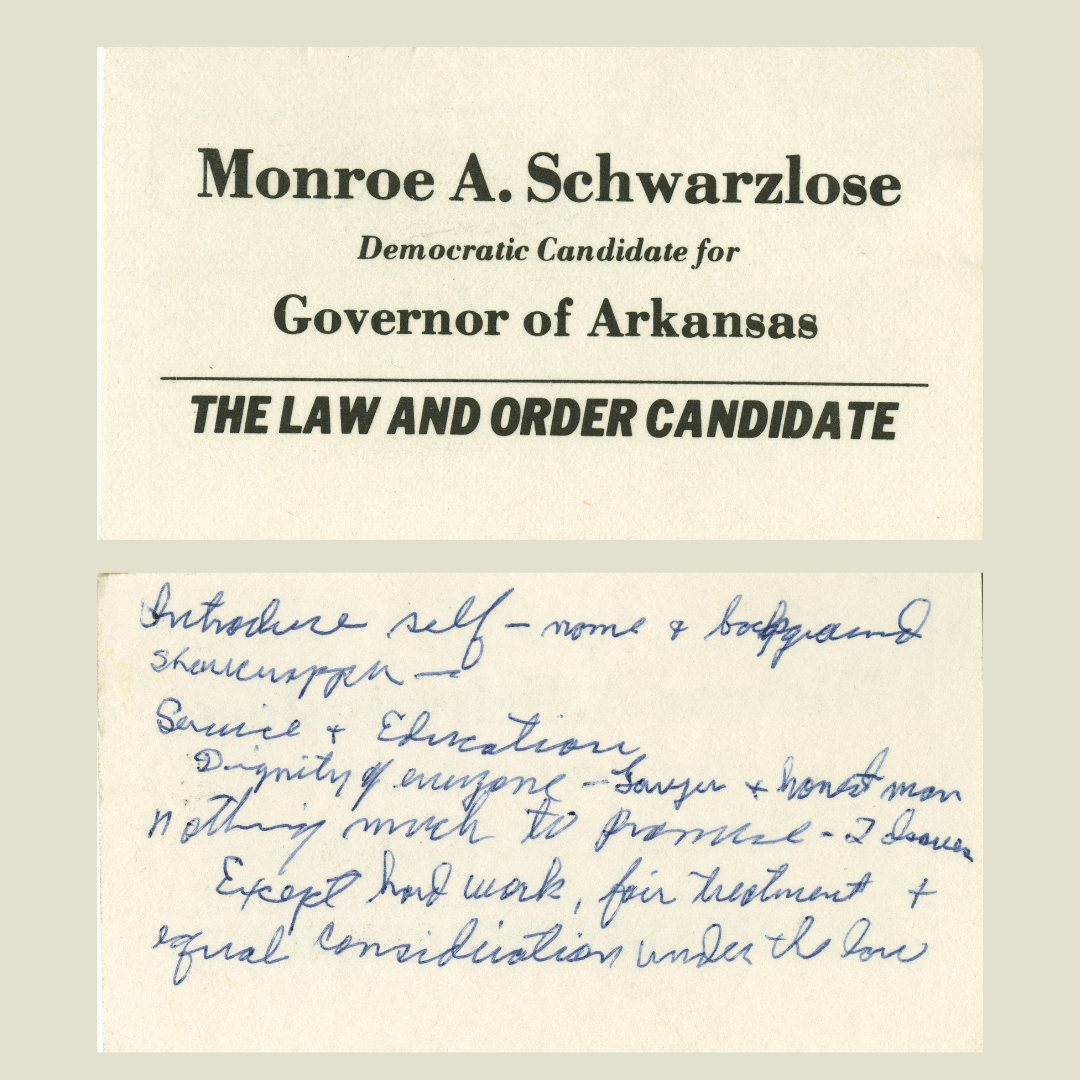 Monroe A. Schwarzlose
Democratic Candidate for
Governor of Arkansas
THE LAW AND ORDER CANDIDATE
Introduce self – name & background
Sharecropper —
Service + Education
Dignity of everyone – Lawyer + honest man
Nothing much to promise - 2
Except hard work, fair treatment +
equal consideration under the law